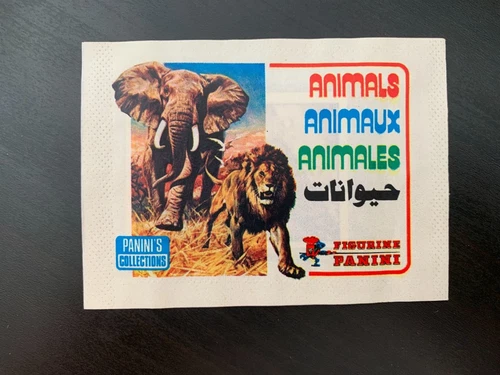 ANIMALS
ANIMAUX
ANIMALES
حيوانات
PANINI'S
COLLECTIONS
FIGURINE
PANINI